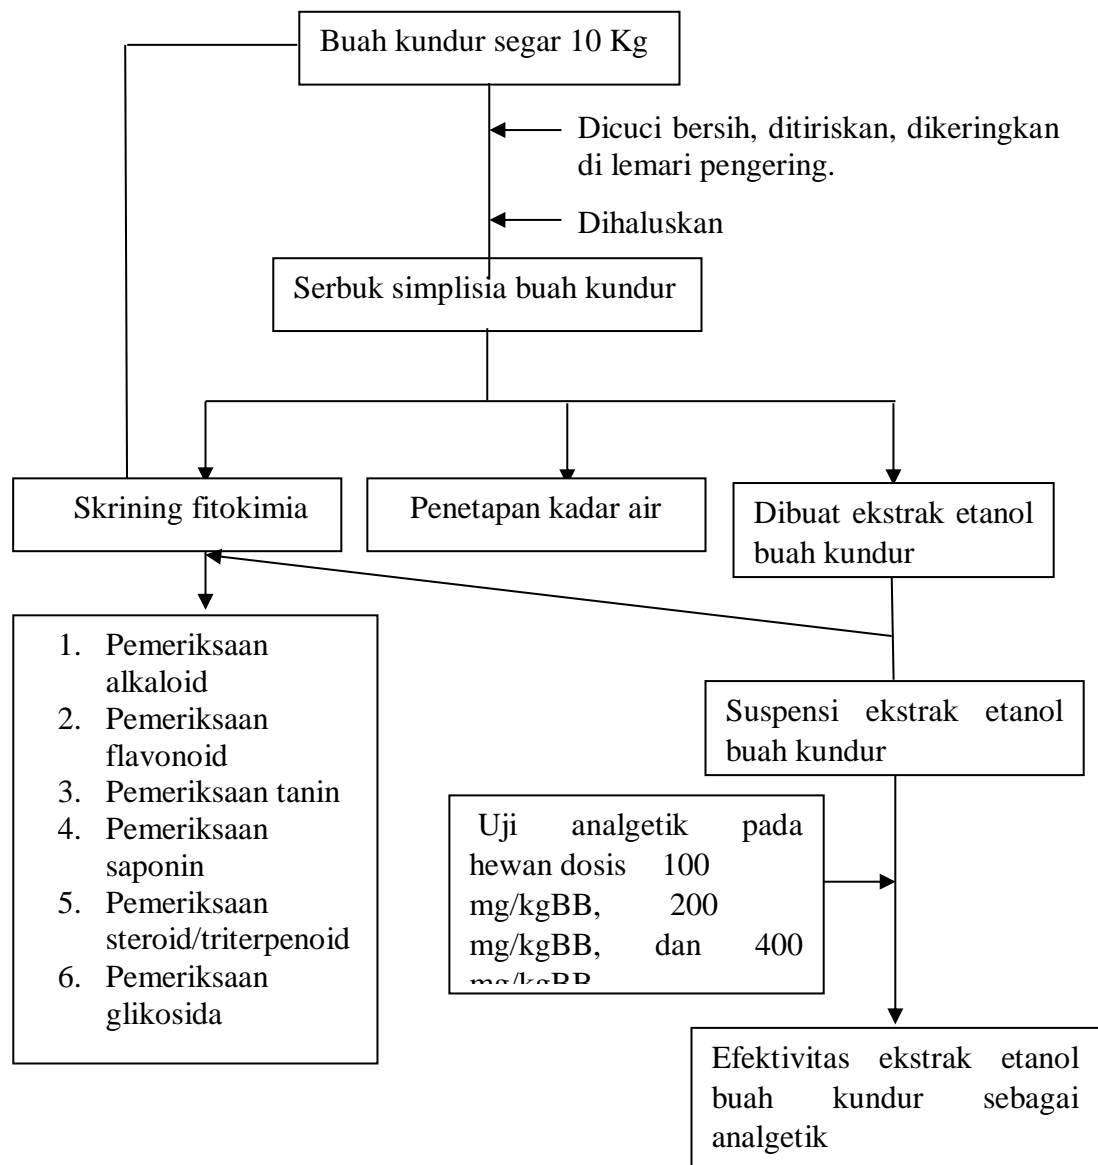 Buah kundur segar 10 Kg
Dicuci bersih, ditiriskan, dikeringkan
di lemari pengering.
Dihaluskan
Serbuk simplisia buah kundur
Skrining fitokimia
Penetapan kadar air
Dibuat ekstrak etanol
buah kundur
1. Pemeriksaan
alkaloid
2. Pemeriksaan
flavonoid
3. Pemeriksaan tanin
4. Pemeriksaan
saponin
5. Pemeriksaan
steroid/triterpenoid
6. Pemeriksaan
glikosida
Suspensi ekstrak etanol
buah kundur
Uji analgetik pada
hewan dosis 100
mg/kgBB, 200
mg/kgBB, dan 400
mg/kgBB
Efektivitas ekstrak etanol
buah kundur sebagai
analgetik